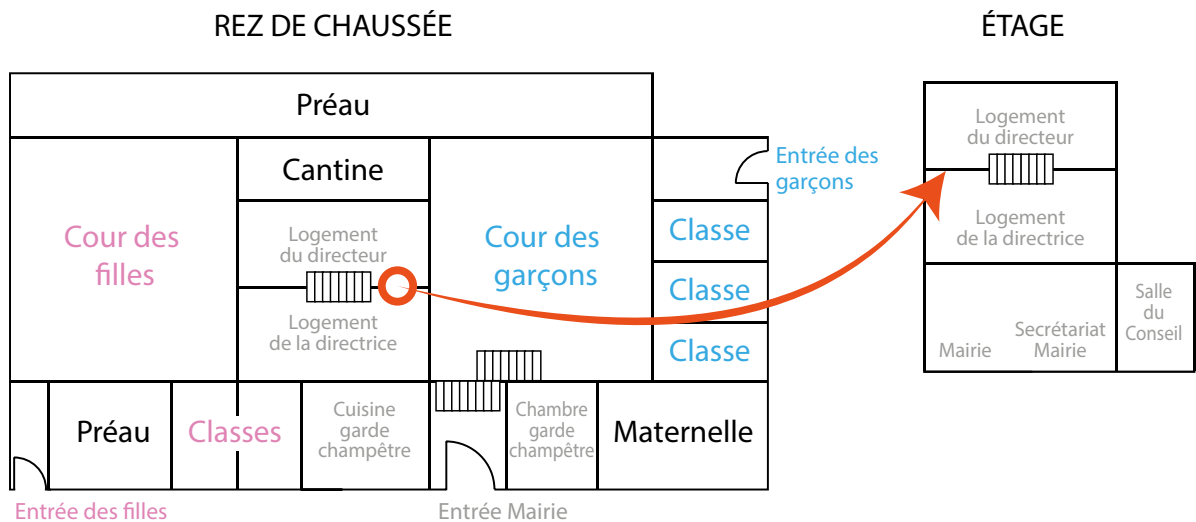 REZ DE CHAUSSÉE
Préau
Cantine
Entrée des
garçons
Cour des
filles
Logement
du directeur
Cour des
garçons
Classe
Classe
Classe
Logement
de la directrice
Préau
Classes
Cuisine
garde
champêtre
Chambre
garde
champêtre
Maternelle
Entrée des filles
Entrée Mairie
ÉTAGE
Logement
du directeur
Logement
de la directrice
Mairie
Secrétariat
Mairie
Salle
du
Conseil